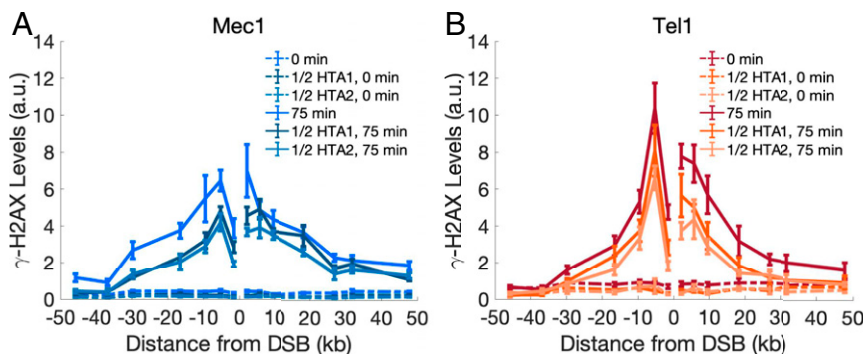 A
Mec1
γ-H2AX Levels (a.u.)
14
12
10
8
6
4
2
0
0 min
1/2 HTA1, 0 min
1/2 HTA2, 0 min
75 min
1/2 HTA1, 75 min
1/2 HTA2, 75 min
-50 -40 -30 -20 -10 0 10 20 30 40 50
Distance from DSB (kb)
B
Tel1
γ-H2AX Levels (a.u.)
14
12
10
8
6
4
2
0
0 min
1/2 HTA1, 0 min
1/2 HTA2, 0 min
75 min
1/2 HTA1, 75 min
1/2 HTA2, 75 min
-50 -40 -30 -20 -10 0 10 20 30 40 50
Distance from DSB (kb)